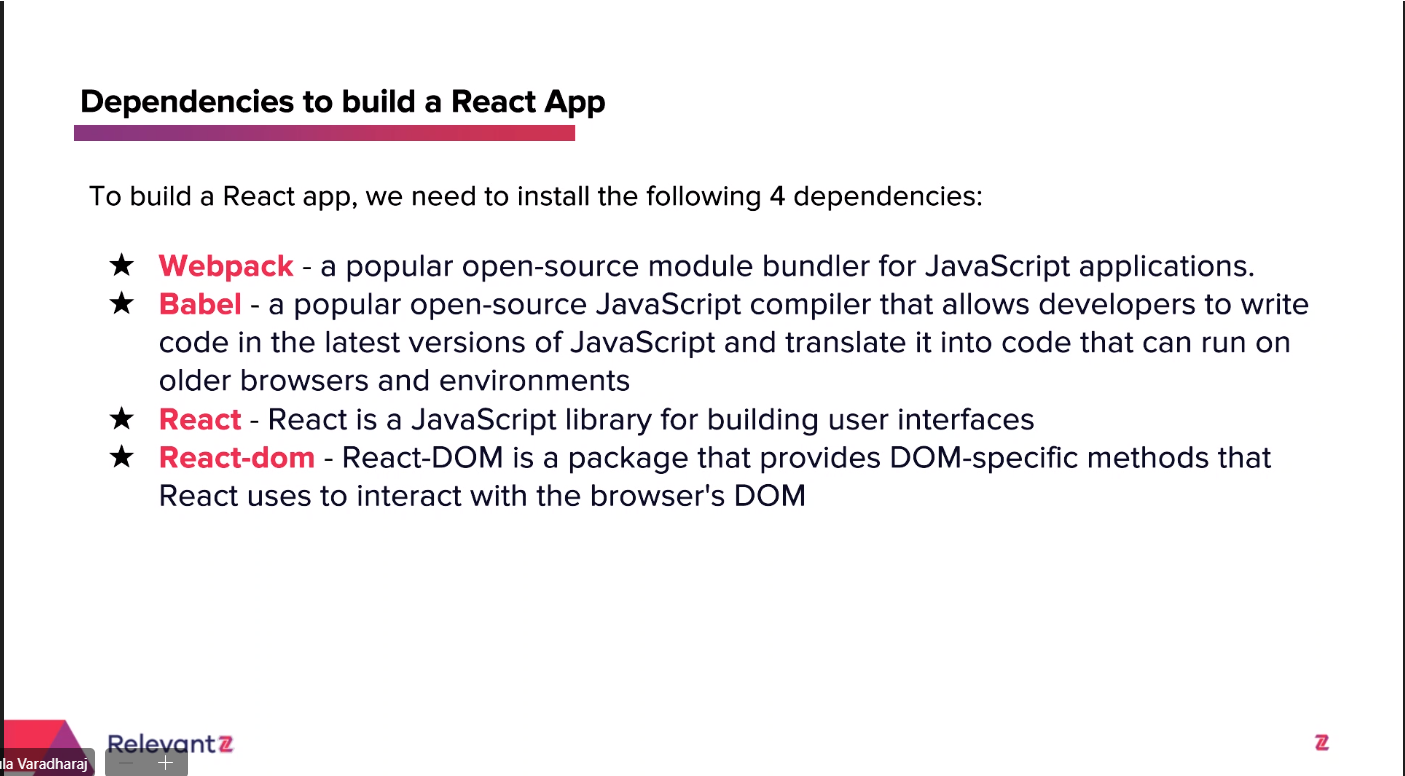 Dependencies to build a React App
To build a React app, we need to install the following 4 dependencies:
★ Webpack - a popular open-source module bundler for JavaScript applications.
★ Babel - a popular open-source JavaScript compiler that allows developers to write
code in the latest versions of JavaScript and translate it into code that can run on
older browsers and environments
★ React - React is a JavaScript library for building user interfaces
★ React-dom - React-DOM is a package that provides DOM-specific methods that
React uses to interact with the browser's DOM
RelevantZ
Z
Varadharaj